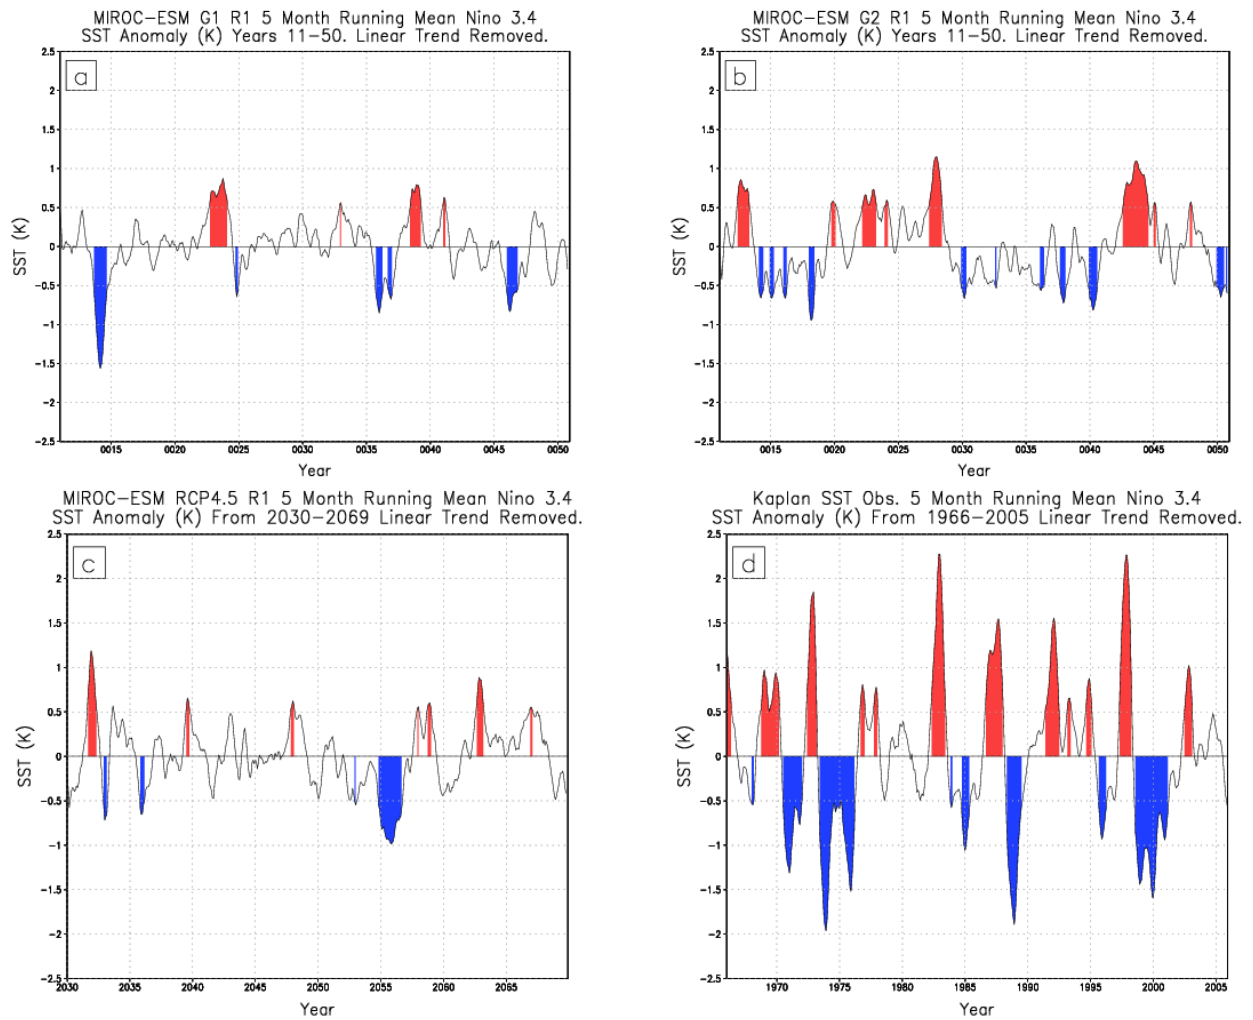 MIROC-ESM G1 R1 5 Month Running Mean Nino 3.4
SST Anomaly (K) Years 11-50. Linear Trend Removed.
a
2.5
2
1.5
1
0.5
0
-0.5
-1
-1.5
-2
-2.5
SST (K)
0015 0020 0025 0030 0035 0040 0045 0050
Year
MIROC-ESM G2 R1 5 Month Running Mean Nino 3.4
SST Anomaly (K) Years 11-50. Linear Trend Removed.
b
2.5
2
1.5
1
0.5
0
-0.5
-1
-1.5
-2
-2.5
SST (K)
0015 0020 0025 0030 0035 0040 0045 0050
Year
MIROC-ESM RCP4.5 R1 5 Month Running Mean Nino 3.4
SST Anomaly (K) From 2030-2069 Linear Trend Removed.
c
2.5
2
1.5
1
0.5
0
-0.5
-1
-1.5
-2
-2.5
SST (K)
2030 2035 2040 2045 2050 2055 2060 2065
Year
Kaplan SST Obs. 5 Month Running Mean Nino 3.4
SST Anomaly (K) From 1966-2005 Linear Trend Removed.
d
2.5
2
1.5
1
0.5
0
-0.5
-1
-1.5
-2
-2.5
SST (K)
1970 1975 1980 1985 1990 1995 2000 2005
Year